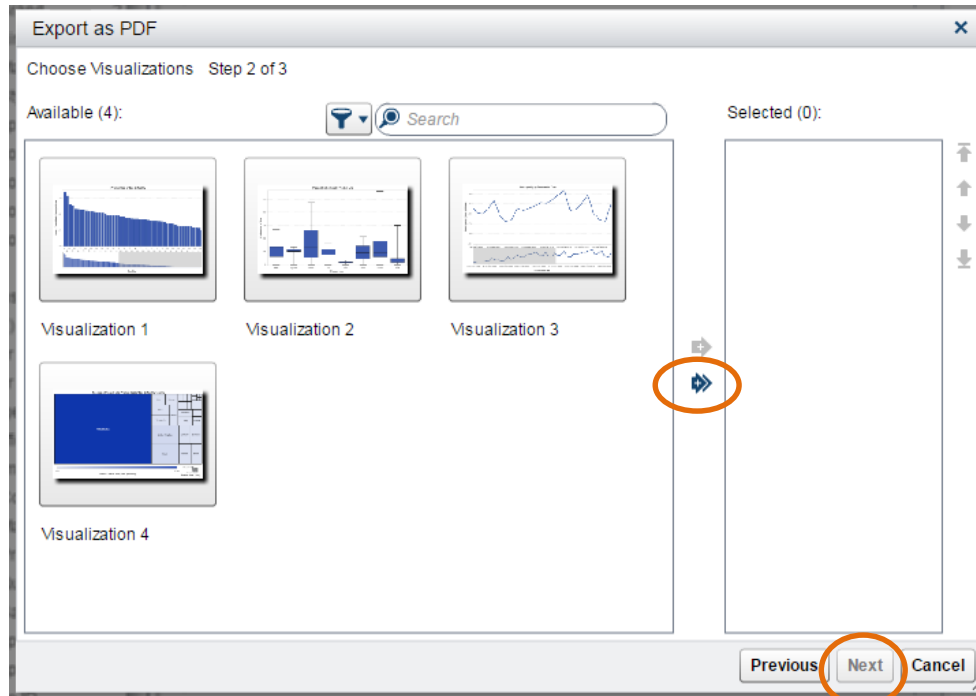 Export as PDF
Choose Visualizations Step 2 of 3
Available (4):
Search
Selected (0):
Visualization 1
Visualization 2
Visualization 3
Visualization 4
Previous
Next
Cancel